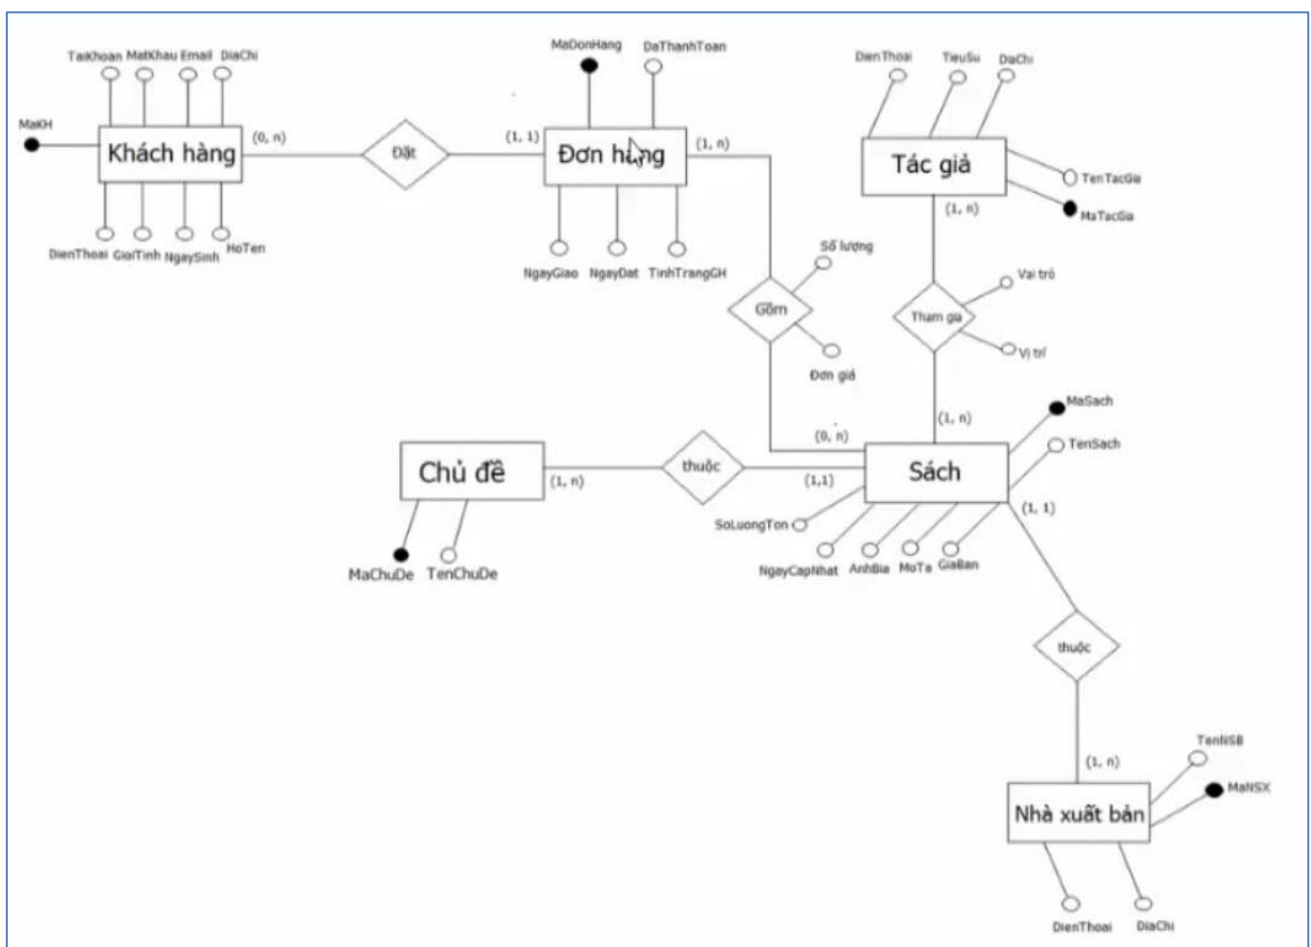 TaiKhoan MatKhau Email DiaChi
MaKH
Khách hàng
(0, n)
DienThoai GioiTinh NgaySinh HoTen
Đặt
(1, 1)
MaDonHang DaThanhToan
Đơn hàng
(1, n)
NgayGiao NgayDat TinhTrangGH
DienThoai TieuSu DiaChi
Tác giả
TenTacGia
MaTacGia
(1, n)
Số lượng
Gồm
Đơn giá
Vai trò
Tham gia
Vị trí
(0, n)
(1, n)
MaSach
TenSach
Chủ đề
(1, n)
thuộc
(1,1)
Sách
(1, 1)
MaChuDe TenChuDe
SoLuongTon
NgayCapNhat AnhBia MoTa GiaBan
thuộc
(1, n)
TenNSB
MaNSX
Nhà xuất bản
DienThoai DiaChi